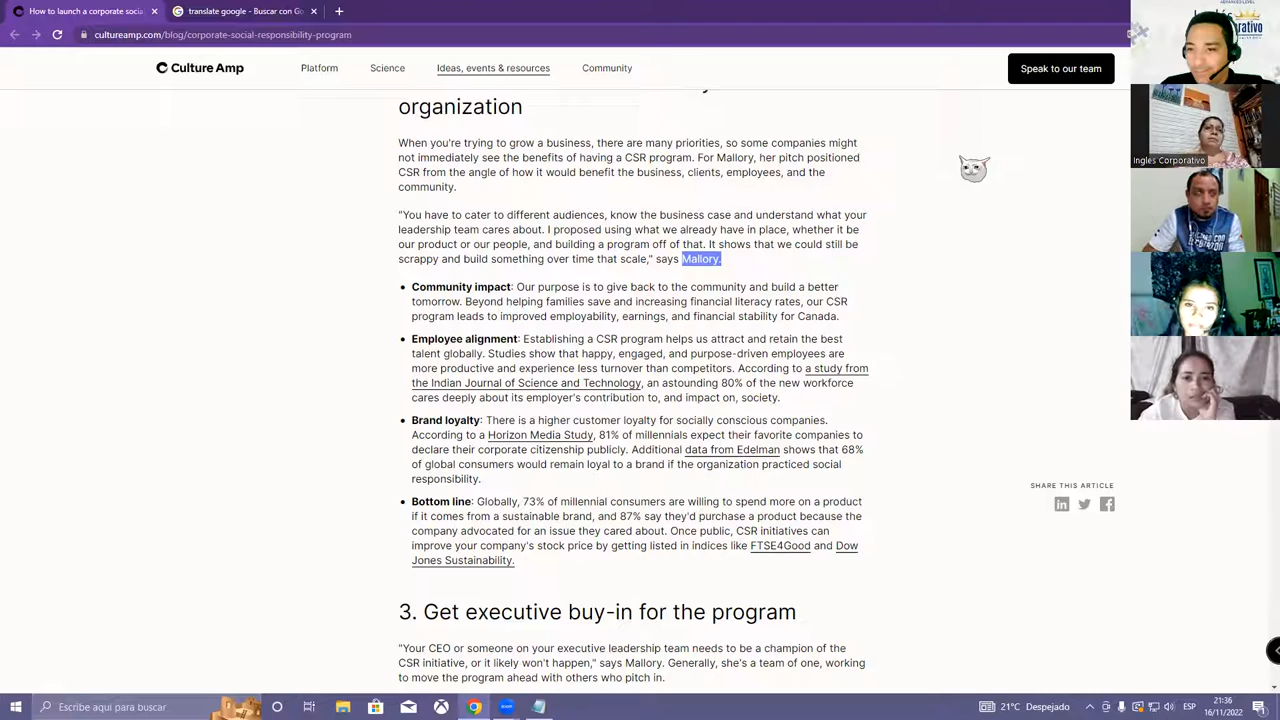 How to launch a corporate social
translate google - Buscar con Go
cultureamp.com/blog/corporate-social-responsibility-program
Culture Amp
Platform
Science
Ideas, events & resources
Community
Speak to our team
organization
When you're trying to grow a business, there are many priorities, so some companies might
not immediately see the benefits of having a CSR program. For Mallory, her pitch positioned
CSR from the angle of how it would benefit the business, clients, employees, and the
community.
"You have to cater to different audiences, know the business case and understand what your
leadership team cares about. I proposed using what we already have in place, whether it be
our product or our people, and building a program off of that. It shows that we could still be
scrappy and build something over time that scale," says Mallory.
• Community impact: Our purpose is to give back to the community and build a better
tomorrow. Beyond helping families save and increasing financial literacy rates, our CSR
program leads to improved employability, earnings, and financial stability for Canada.
• Employee alignment: Establishing a CSR program helps us attract and retain the best
talent globally. Studies show that happy, engaged, and purpose-driven employees are
more productive and experience less turnover than competitors. According to a study from
the Indian Journal of Science and Technology, an astounding 80% of the new workforce
cares deeply about its employer's contribution to, and impact on, society.
• Brand loyalty: There is a higher customer loyalty for socially conscious companies.
According to a Horizon Media Study, 81% of millennials expect their favorite companies to
declare their corporate citizenship publicly. Additional data from Edelman shows that 68%
of global consumers would remain loyal to a brand if the organization practiced social
responsibility.
• Bottom line: Globally, 73% of millennial consumers are willing to spend more on a product
if it comes from a sustainable brand, and 87% say they'd purchase a product because the
company advocated for an issue they cared about. Once public, CSR initiatives can
improve your company's stock price by getting listed in indices like FTSE4Good and Dow
Jones Sustainability.
SHARE THIS ARTICLE
3. Get executive buy-in for the program
"Your CEO or someone on your executive leadership team needs to be a champion of the
CSR initiative, or it likely won't happen," says Mallory. Generally, she's a team of one, working
to move the program ahead with others who pitch in.
ADVANCED LEVEL
Inglés Corporativo
Escribe aquí para buscar
21°C Despejado
ESP
21:36
16/11/2022